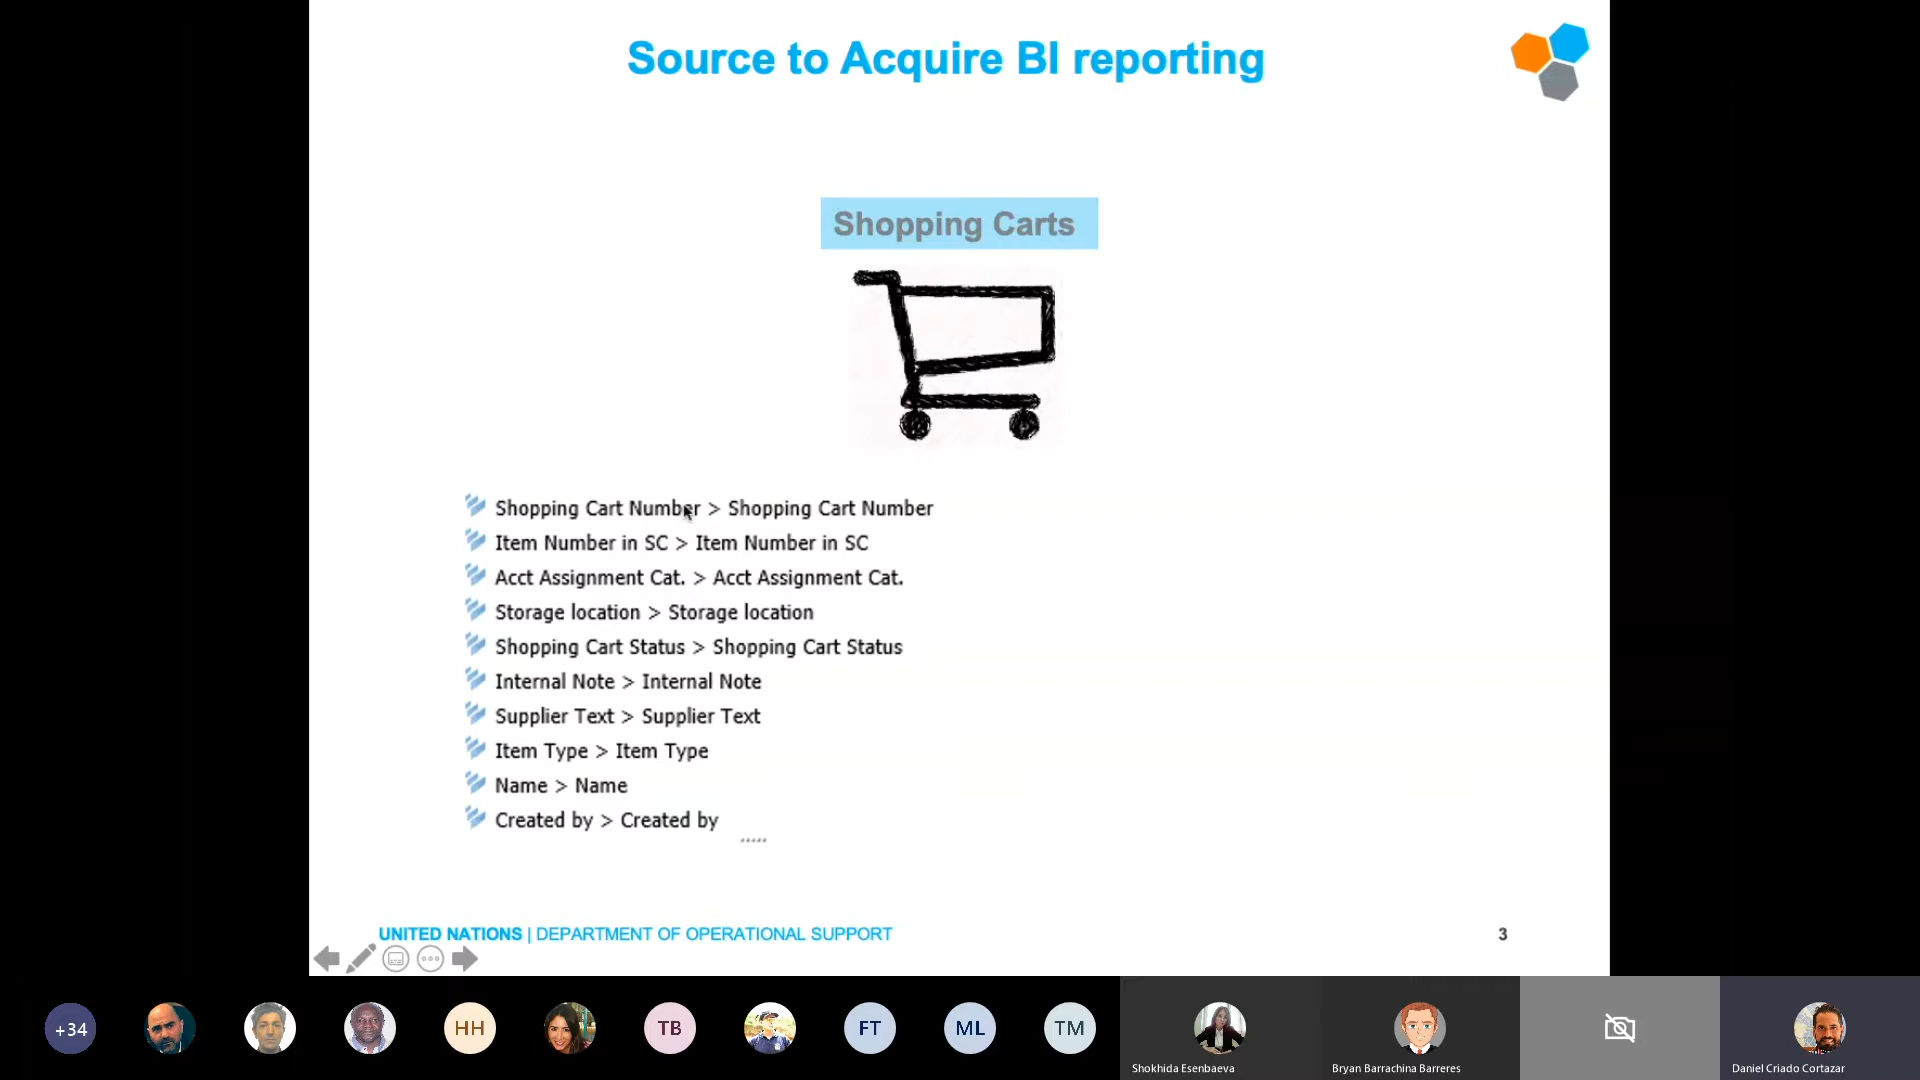 Source to Acquire BI reporting
Shopping Carts
Shopping Cart Number > Shopping Cart Number
Item Number in SC > Item Number in SC
Acct Assignment Cat. > Acct Assignment Cat.
Storage location > Storage location
Shopping Cart Status > Shopping Cart Status
Internal Note > Internal Note
Supplier Text > Supplier Text
Item Type > Item Type
Name > Name
Created by > Created by
.....
UNITED NATIONS | DEPARTMENT OF OPERATIONAL SUPPORT
3
+34
HH
TB
FT
ML
TM
Shokhida Esenbaeva
Bryan Barrachina Barreres
Daniel Criado Cortazar